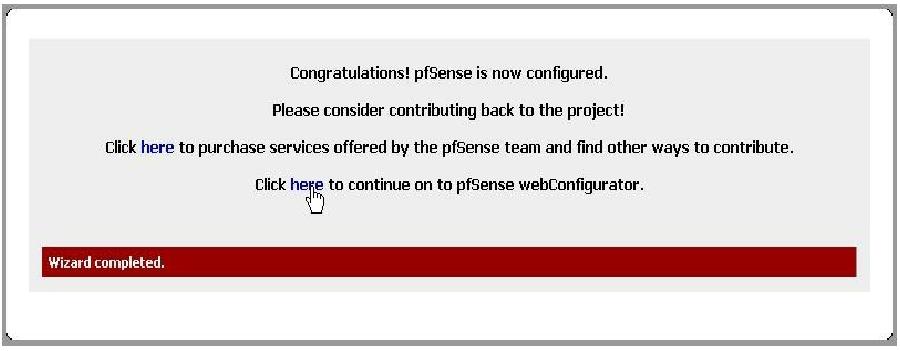 Congratulations! pfSense is now configured.
Please consider contributing back to the project!
Click here to purchase services offered by the pfSense team and find other ways to contribute.
Click here to continue on to pfSense webConfigurator.
Wizard completed.